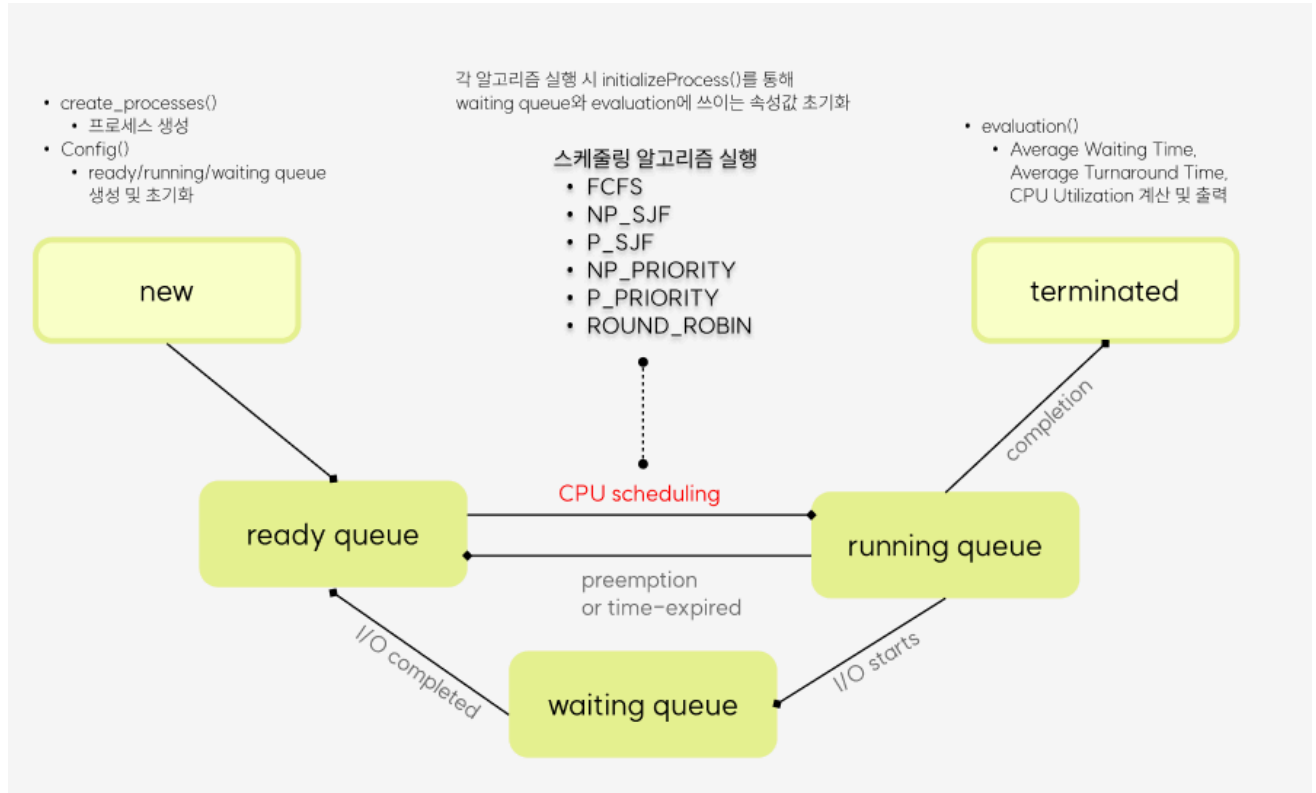 각 알고리즘 실행 시 initializeProcess()를 통해
waiting queue와 evaluation에 쓰이는 속성값 초기화
• create_processes()
• 프로세스 생성
• Config()
• ready/running/waiting queue
생성 및 초기화
스케줄링 알고리즘 실행
• FCFS
• NP_SJF
• P_SJF
• NP_PRIORITY
• P_PRIORITY
• ROUND_ROBIN
• evaluation()
• Average Waiting Time,
Average Turnaround Time,
CPU Utilization 계산 및 출력
new
terminated
completion
CPU scheduling
ready queue
running queue
preemption
or time-expired
I/O completed
I/O starts
waiting queue